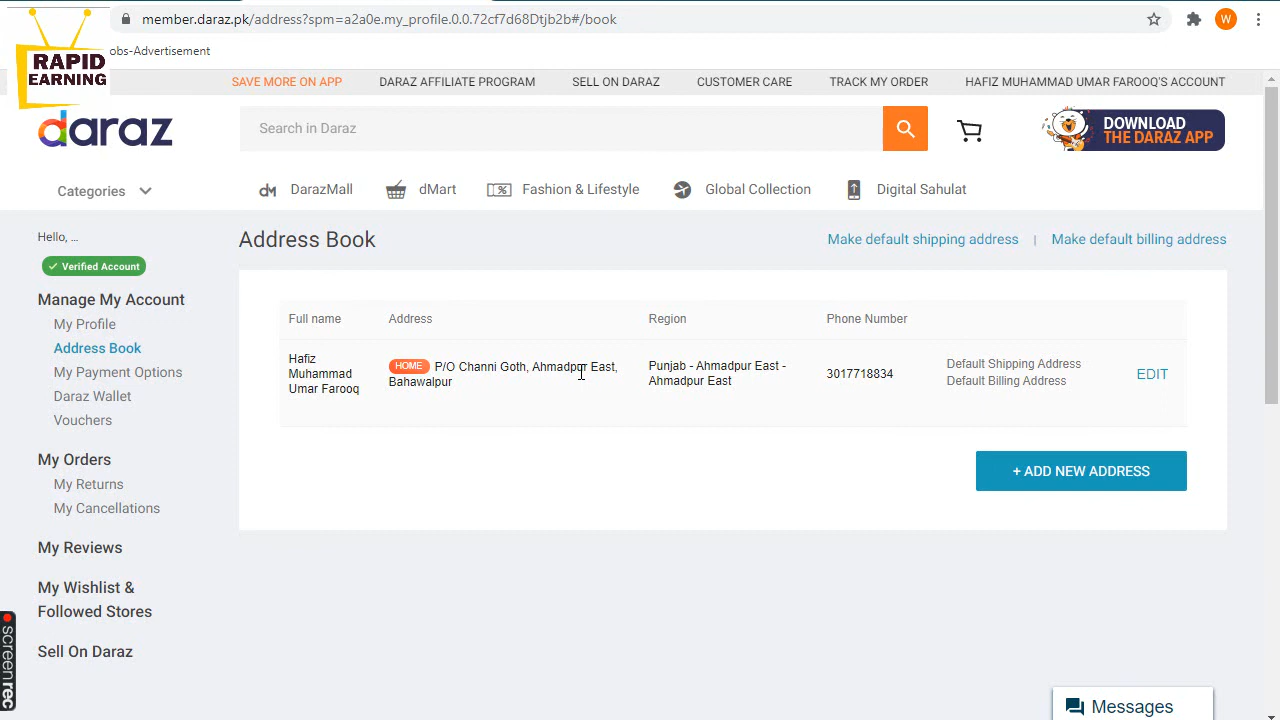 member.daraz.pk/address?spm=a2a0e.my_profile.0.0.72cf7d68Dtjb2b#/book
W
RAPID
EARNING
obs-Advertisement
SAVE MORE ON APP DARAZ AFFILIATE PROGRAM SELL ON DARAZ CUSTOMER CARE TRACK MY ORDER HAFIZ MUHAMMAD UMAR FAROOQ'S ACCOUNT
daraz
Search in Daraz
DOWNLOAD
THE DARAZ APP
Categories
dM DarazMall dMart Fashion & Lifestyle Global Collection Digital Sahulat
Hello, ...
Verified Account
Manage My Account
My Profile
Address Book
My Payment Options
Daraz Wallet
Vouchers
My Orders
My Returns
My Cancellations
My Reviews
My Wishlist &
Followed Stores
Sell On Daraz
Address Book
Make default shipping address | Make default billing address
Full name Address Region Phone Number
Hafiz
Muhammad
Umar Farooq
HOME P/O Channi Goth, Ahmadpur East,
Bahawalpur
Punjab - Ahmadpur East -
Ahmadpur East
3017718834
Default Shipping Address
Default Billing Address
EDIT
+ ADD NEW ADDRESS
screenrec
Messages